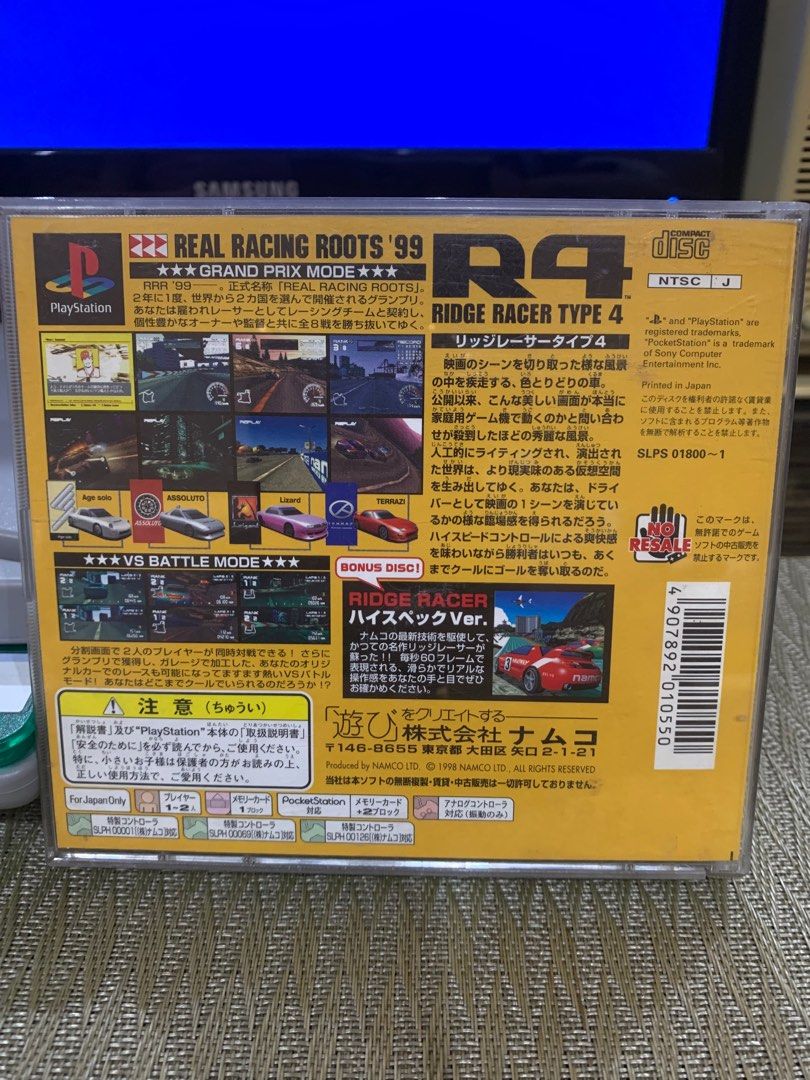 SAMSUNG
PlayStation
REAL RACING ROOTS '99
★★★GRAND PRIX MODE★★★
RRR '99――。正式名称「REAL RACING ROOTS」。
2年に1度、世界から2カ国を選んで開催されるグランプリ。
あなたは雇われレーサーとしてレーシングチームと契約し、
個性豊かなオーナーや監督と共に全8戦を勝ち抜いてゆく。
REPLAY
REPLAY
REPLAY
Age solo
Age solo
ASSOLUTO
ASSOLUTO
Lizard
TERRAZI
★★★VS BATTLE MODE★★★
分割画面で2人のプレイヤーが同時対戦できる! さらに
グランプリで獲得し、ガレージで加工した、あなたのオリジ
ナルカーでのレースも可能になってますます熱いVSバトル
モード! あなたはどこまでクールでいられるのだろうか!?
注意(ちゅうい)
「解説書」及び"PlayStation"本体の「取扱説明書」
「安全のために」を必ず読んでから、ご使用ください。
特に、小さいお子様は保護者の方がお読みの上、
正しい使用方法で、ご愛用ください。
R4™
RIDGE RACER TYPE 4
リッジレーサータイプ4
映画のシーンを切り取った様な風景
の中を疾走する、色とりどりの車。
公開以来、こんな美しい画面が本当に
家庭用ゲーム機で動くのかと問い合わ
せが殺到したほどの秀麗な風景。
人工的にライティングされ、演出され
た世界は、より現実味のある仮想空間
を生み出してゆく。あなたは、ドライ
バーとして映画の1シーンを演じてい
るかの様な臨場感を得られるだろう。
ハイスピードコントロールによる爽快感
を味わいながら勝利者はいつも、あく
までクールにゴールを奪い取るのだ。
BONUS DISC!
RIDGE RACER
ハイスペックVer.
ナムコの最新技術を駆使して、
かつての名作リッジレーサーが
蘇った!! 毎秒60フレームで
表現される、滑らかでリアルな
操作感をあなたの手と目でぜひ
お確かめください。
namco
「遊び」をクリエイトする――
株式会社 ナムコ
〒146-8655 東京都 大田区 矢口 2-1-21
Produced by NAMCO LTD. © 1998 NAMCO LTD., ALL RIGHTS RESERVED
当社は本ソフトの無断複製・賃貸・中古販売は一切許可しておりません。
COMPACT
disc
NTSC J
"PS" and "PlayStation" are
registered trademarks,
"PocketStation" is a trademark
of Sony Computer
Entertainment Inc.
Printed in Japan
このディスクを権利者の許諾なく賃貸業
に使用することを禁止します。また、
ソフトに含まれるプログラム等著作物
を無断で解析することも禁止します。
SLPS 01800~1
NO
RESALE
このマークは、
無許諾でのゲーム
ソフトの中古販売を
禁止するマークです。
4 907892 010550
For Japan Only
プレイヤー
1~2人
メモリーカード
1ブロック
PocketStation
対応
メモリーカード
+2ブロック
アナログコントローラ
対応(振動のみ)
特製コントローラ
SLPH 00001[(株)ナムコ]対応
特製コントローラ
SLPH 00069[(株)ナムコ]対応
特製コントローラ
SLPH 00126[(株)ナムコ]対応